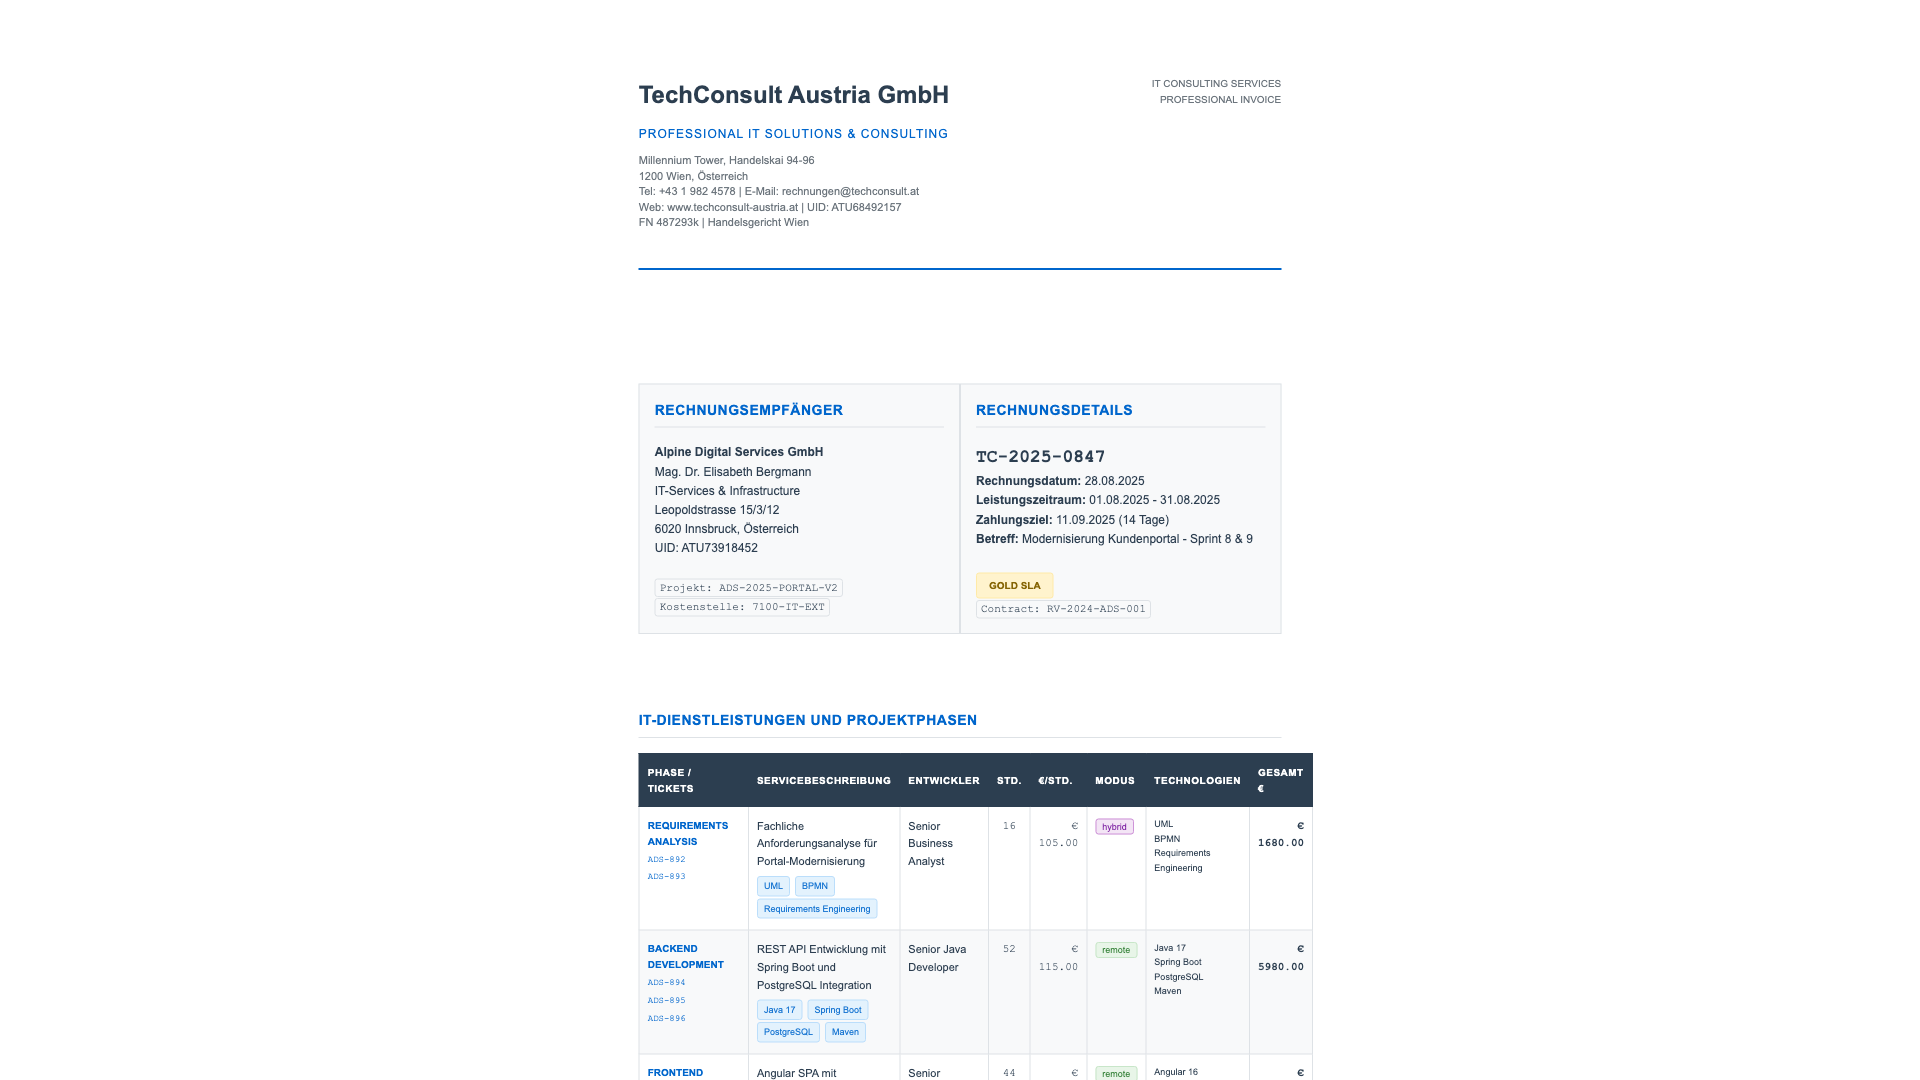 TechConsult Austria GmbH
IT CONSULTING SERVICES
PROFESSIONAL INVOICE
PROFESSIONAL IT SOLUTIONS & CONSULTING
Millennium Tower, Handelskai 94-96
1200 Wien, Österreich
Tel: +43 1 982 4578 | E-Mail: rechnungen@techconsult.at
Web: www.techconsult-austria.at | UID: ATU68492157
FN 487293k | Handelsgericht Wien
RECHNUNGSEMPFÄNGER
Alpine Digital Services GmbH
Mag. Dr. Elisabeth Bergmann
IT-Services & Infrastructure
Leopoldstrasse 15/3/12
6020 Innsbruck, Österreich
UID: ATU73918452
Projekt: ADS-2025-PORTAL-V2
Kostenstelle: 7100-IT-EXT
RECHNUNGSDETAILS
TC-2025-0847
Rechnungsdatum: 28.08.2025
Leistungszeitraum: 01.08.2025 - 31.08.2025
Zahlungsziel: 11.09.2025 (14 Tage)
Betreff: Modernisierung Kundenportal - Sprint 8 & 9
GOLD SLA
Contract: RV-2024-ADS-001
IT-DIENSTLEISTUNGEN UND PROJEKTPHASEN
PHASE /
TICKETS
SERVICEBESCHREIBUNG
ENTWICKLER
STD.
€/STD.
MODUS
TECHNOLOGIEN
GESAMT
€
REQUIREMENTS
ANALYSIS
ADS-892
ADS-893
Fachliche
Anforderungsanalyse für
Portal-Modernisierung
UML
BPMN
Requirements Engineering
Senior
Business
Analyst
16
€
105.00
hybrid
UML
BPMN
Requirements
Engineering
€
1680.00
BACKEND
DEVELOPMENT
ADS-894
ADS-895
ADS-896
REST API Entwicklung mit
Spring Boot und
PostgreSQL Integration
Java 17
Spring Boot
PostgreSQL
Maven
Senior Java
Developer
52
€
115.00
remote
Java 17
Spring Boot
PostgreSQL
Maven
€
5980.00
FRONTEND
Angular SPA mit
Senior
44
€
remote
Angular 16
€